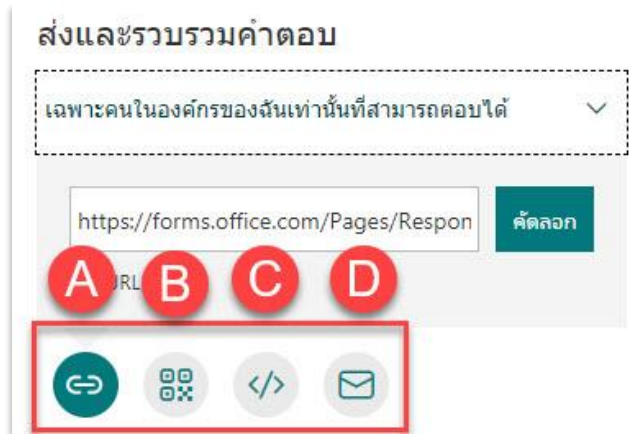 ส่งและรวบรวมคำตอบ
เฉพาะคนในองค์กรของฉันเท่านั้นที่สามารถตอบได้
https://forms.office.com/Pages/Respon
คัดลอก
A B C D
URL